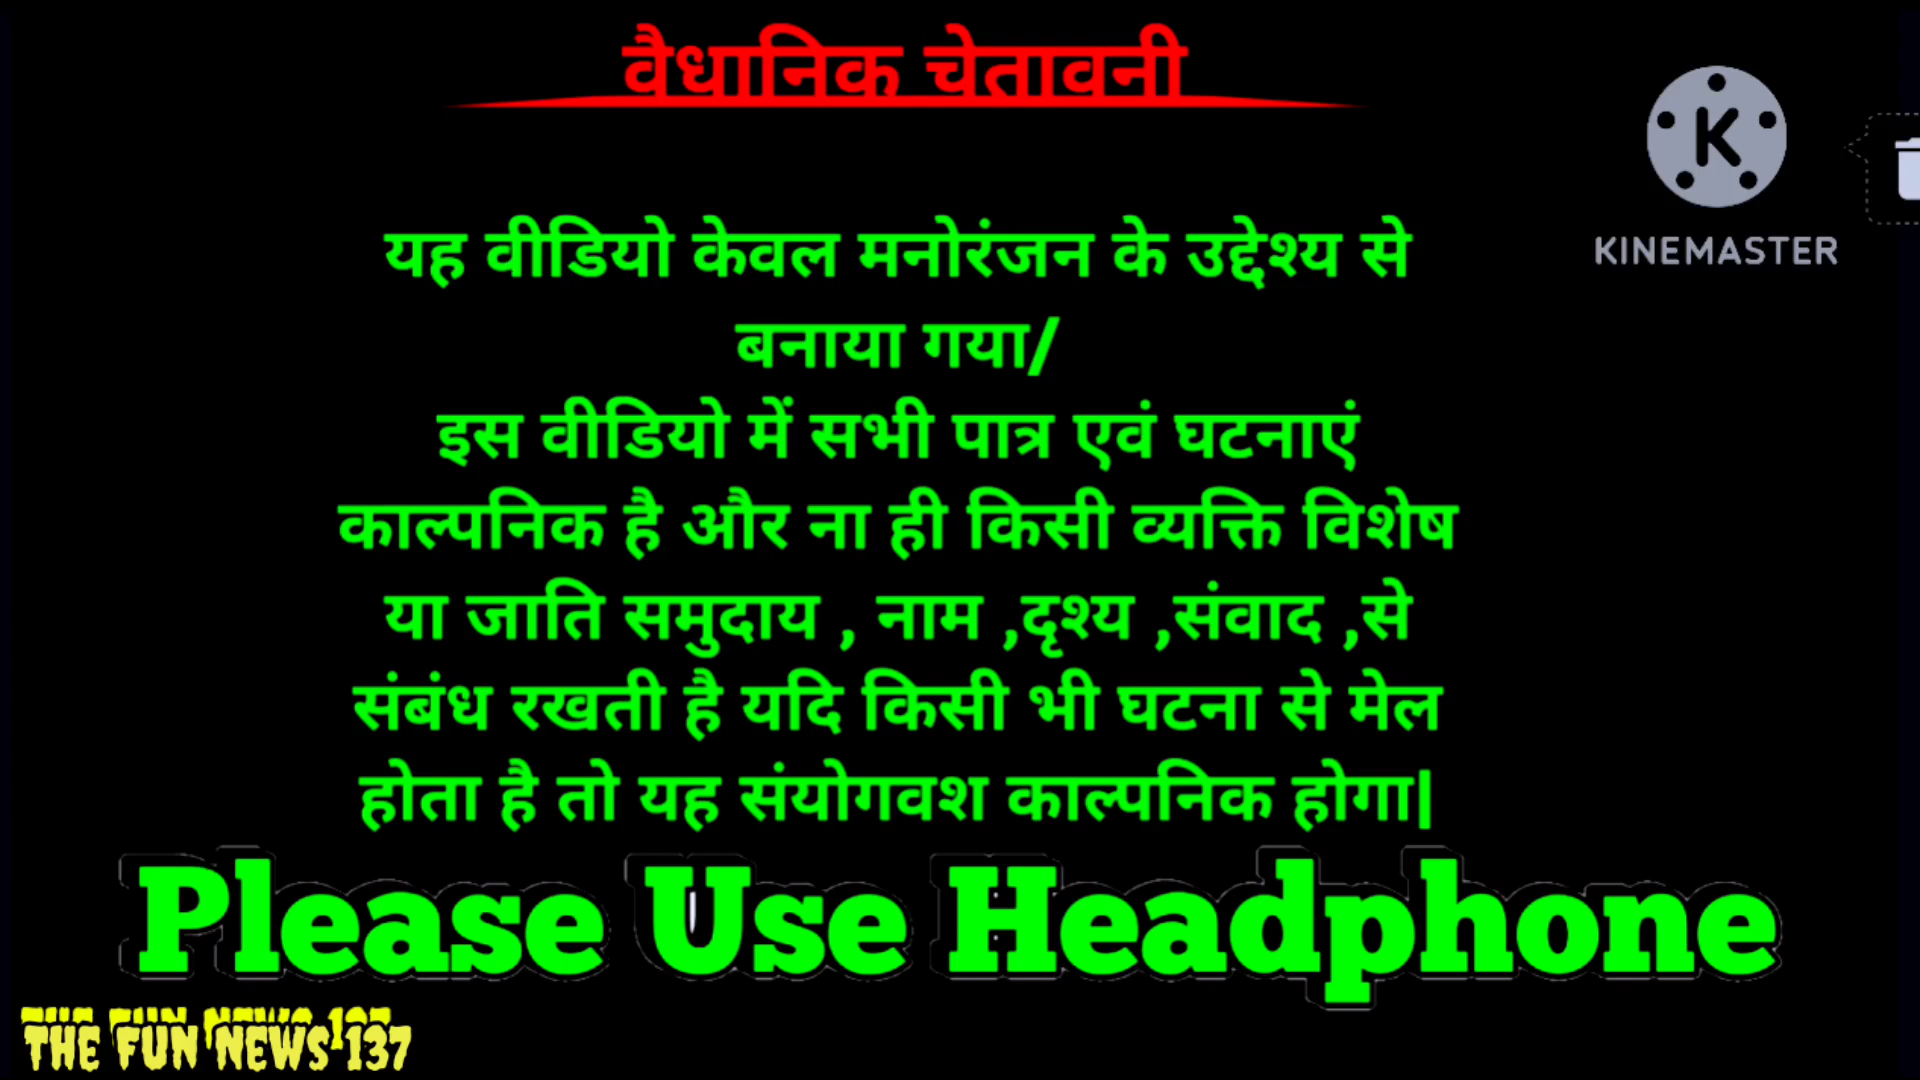 वैधानिक चेतावनी
KINEMASTER
यह वीडियो केवल मनोरंजन के उद्देश्य से
बनाया गया/
इस वीडियो में सभी पात्र एवं घटनाएं
काल्पनिक है और ना ही किसी व्यक्ति विशेष
या जाति समुदाय , नाम ,दृश्य ,संवाद ,से
संबंध रखती है यदि किसी भी घटना से मेल
होता है तो यह संयोगवश काल्पनिक होगा|
Please Use Headphone
THE FUN NEWS 137